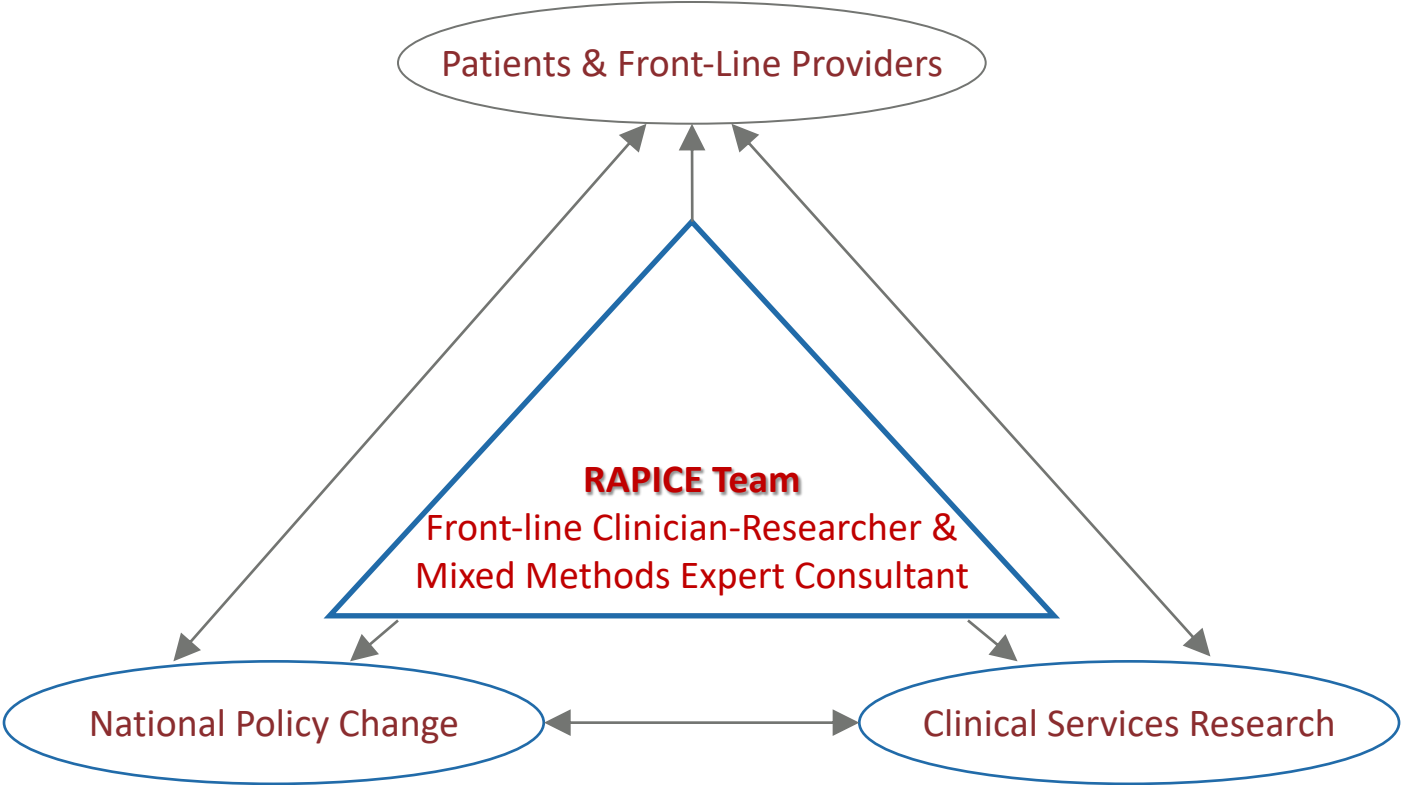 Patients & Front-Line Providers
RAPICE Team
Front-line Clinician-Researcher &
Mixed Methods Expert Consultant
National Policy Change
Clinical Services Research